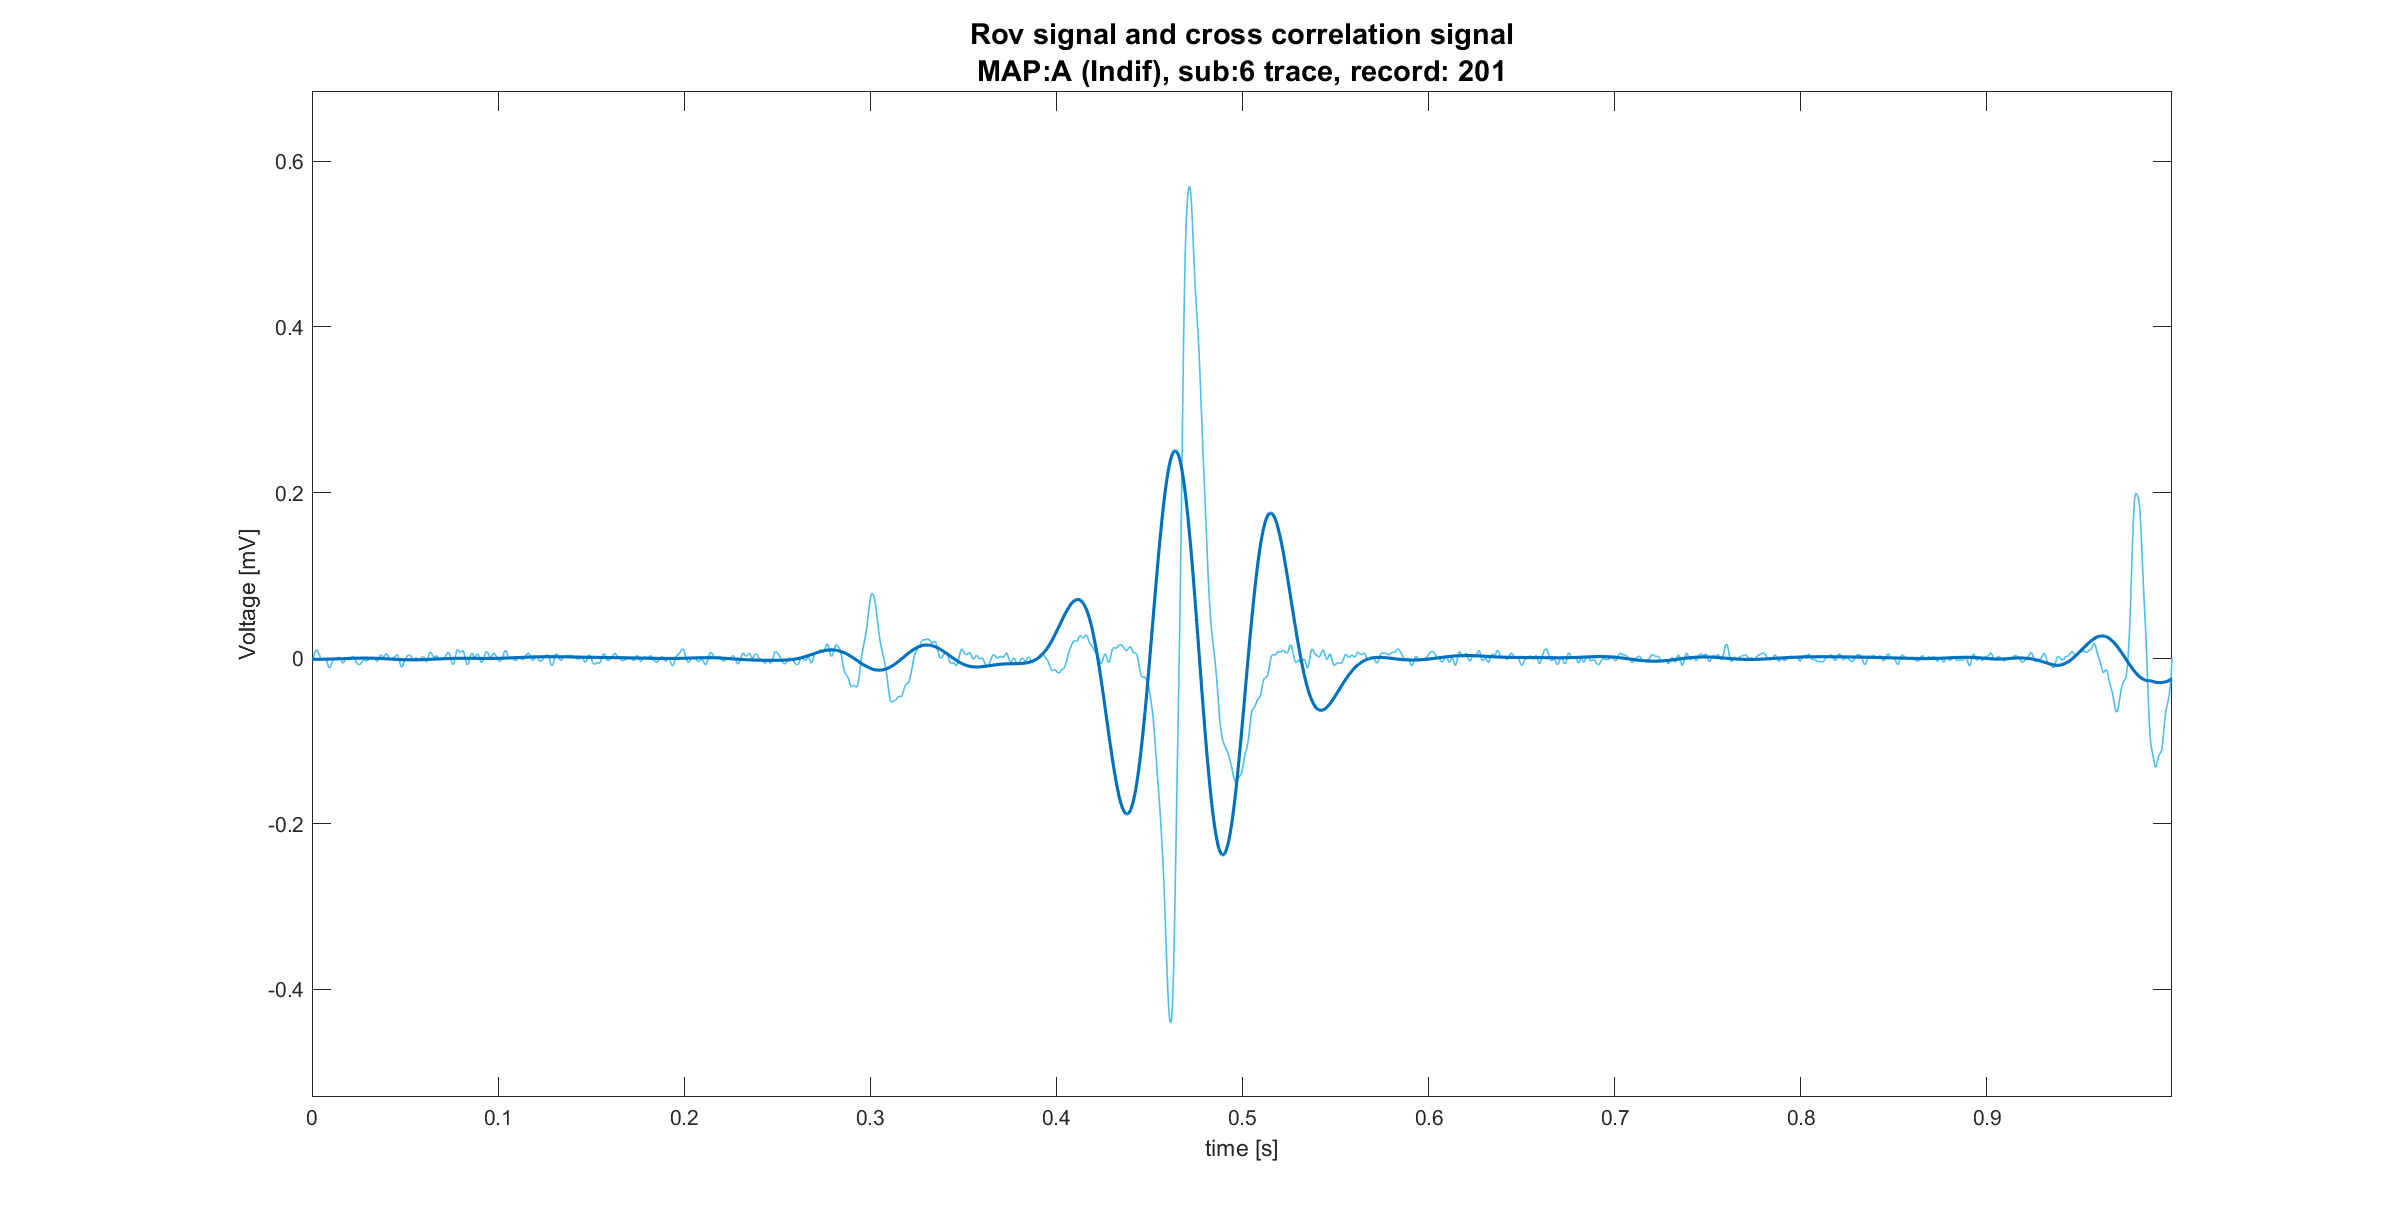 Rov signal and cross correlation signal
MAP:A (Indif), sub:6 trace, record: 201
0.6
0.4
0.2
0
-0.2
-0.4
Voltage [mV]
0 0.1 0.2 0.3 0.4 0.5 0.6 0.7 0.8 0.9
time [s]